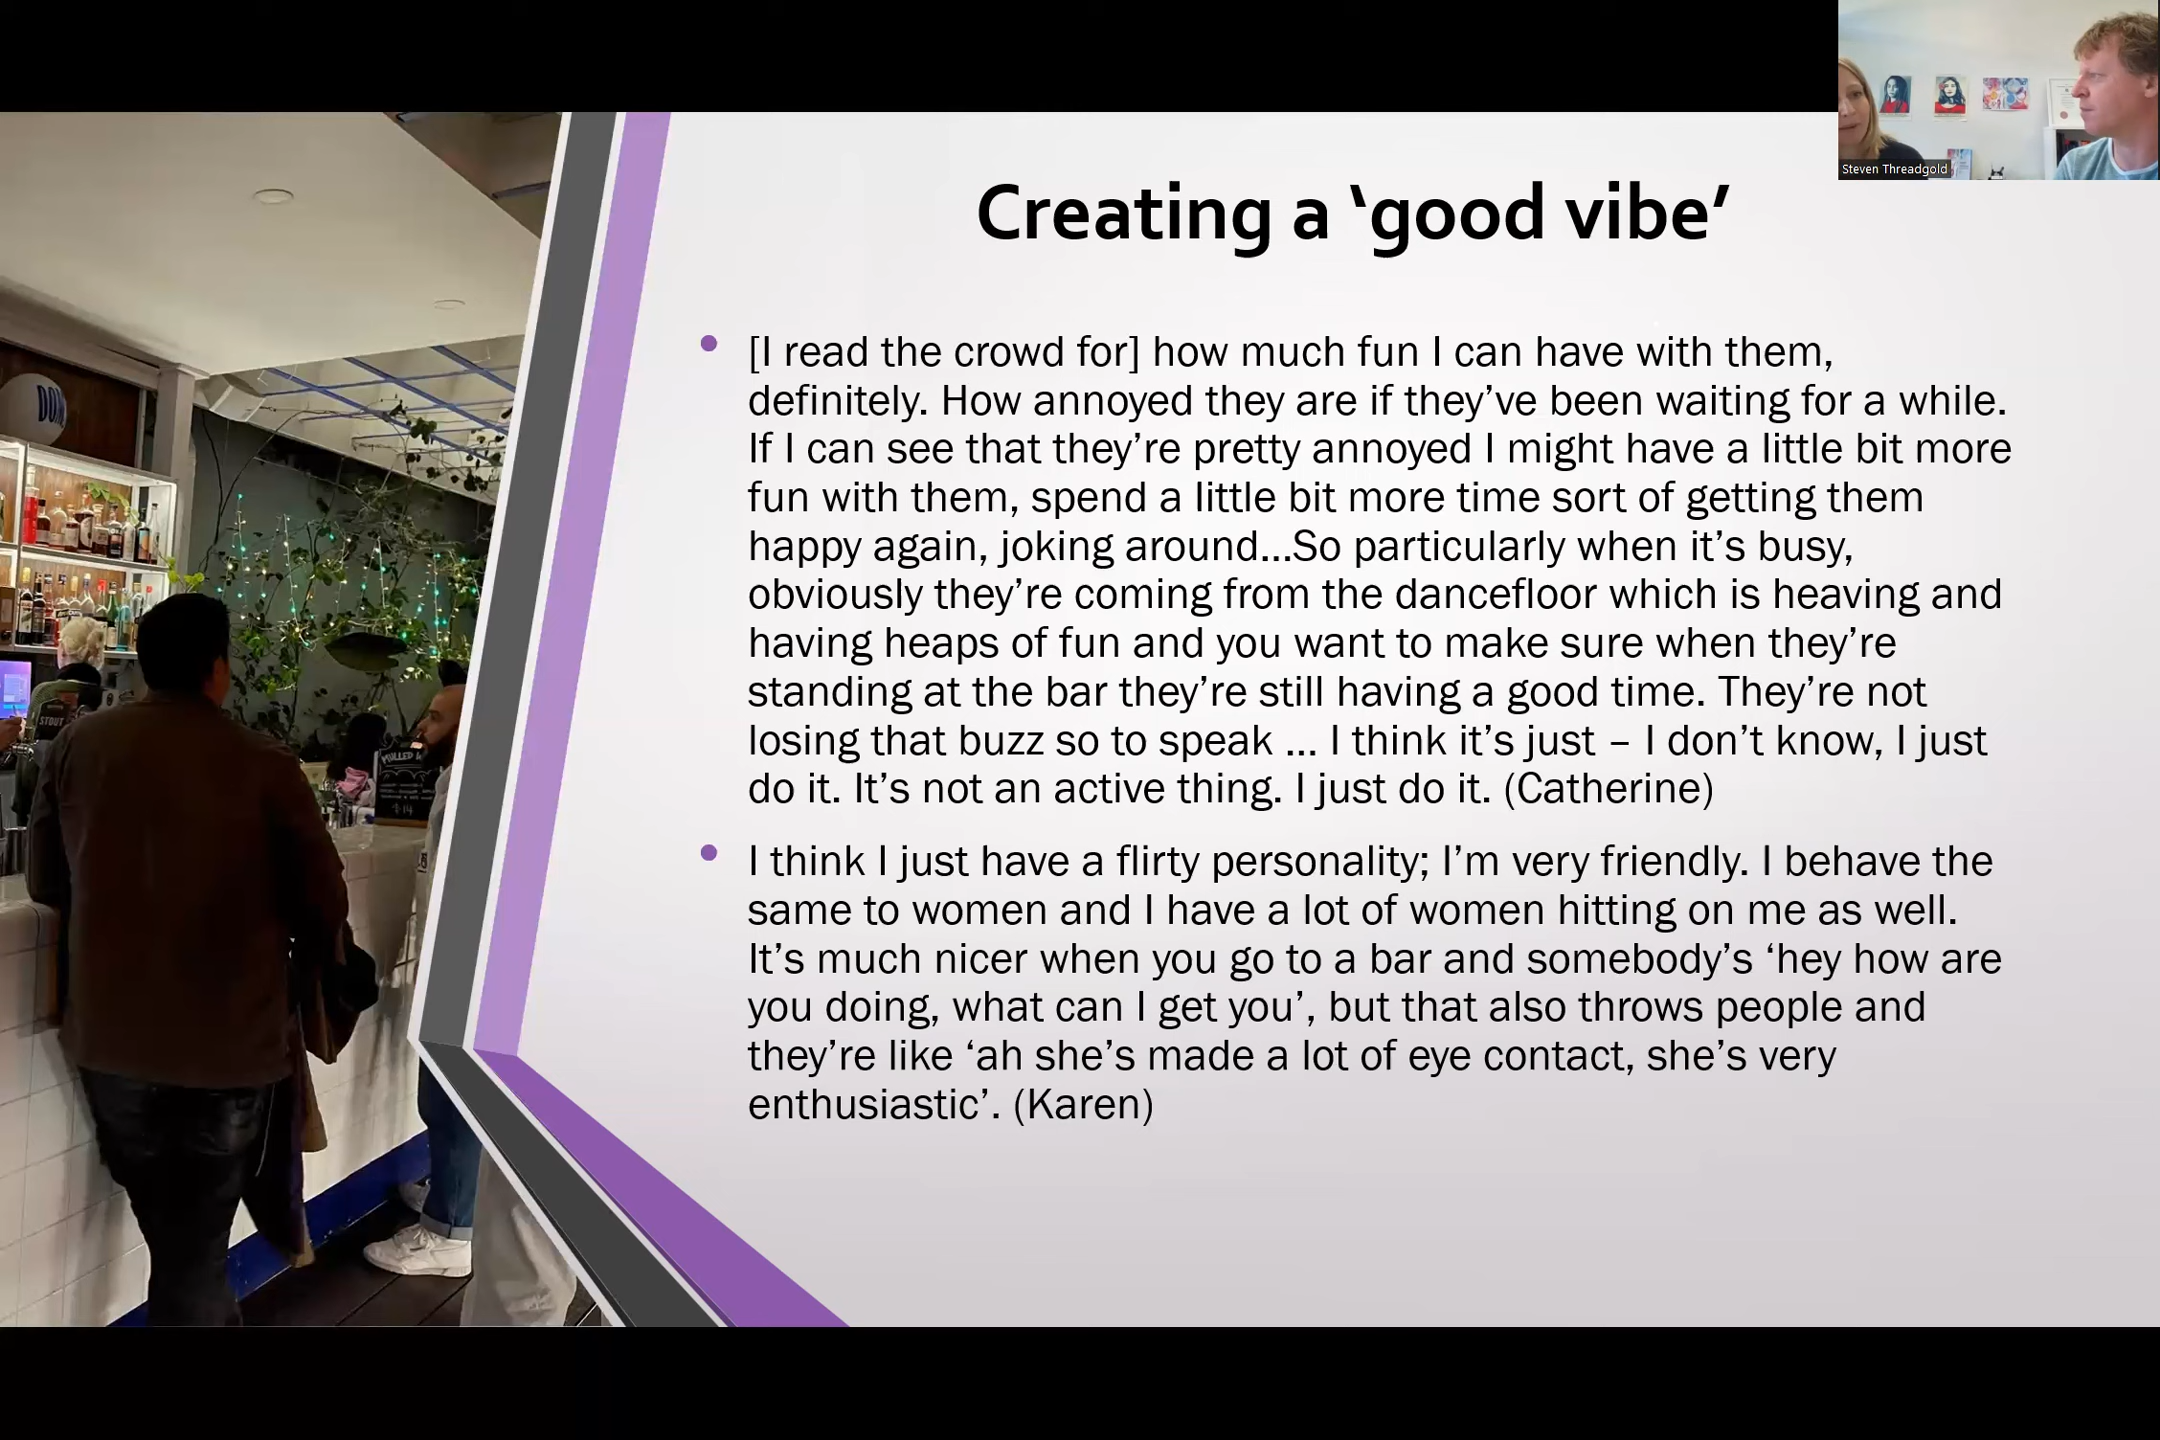 Steven Threadgold
Creating a ‘good vibe’
[I read the crowd for] how much fun I can have with them,
definitely. How annoyed they are if they’ve been waiting for a while.
If I can see that they’re pretty annoyed I might have a little bit more
fun with them, spend a little bit more time sort of getting them
happy again, joking around...So particularly when it’s busy,
obviously they’re coming from the dancefloor which is heaving and
having heaps of fun and you want to make sure when they’re
standing at the bar they’re still having a good time. They’re not
losing that buzz so to speak ... I think it’s just – I don’t know, I just
do it. It’s not an active thing. I just do it. (Catherine)
I think I just have a flirty personality; I’m very friendly. I behave the
same to women and I have a lot of women hitting on me as well.
It’s much nicer when you go to a bar and somebody’s ‘hey how are
you doing, what can I get you’, but that also throws people and
they’re like ‘ah she’s made a lot of eye contact, she’s very
enthusiastic’. (Karen)
STOUT